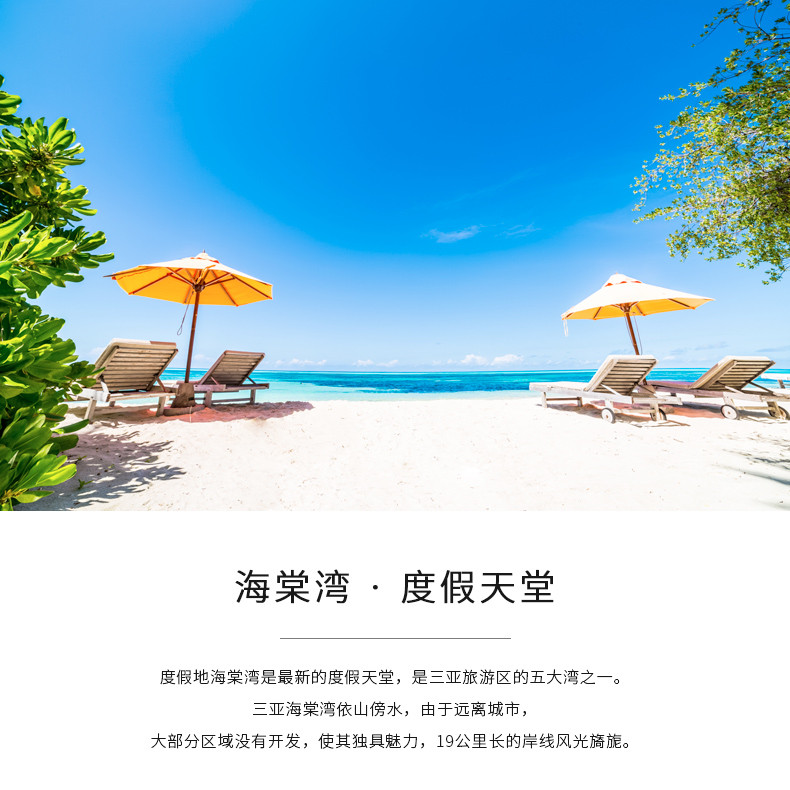 海棠湾 · 度假天堂
度假地海棠湾是最新的度假天堂，是三亚旅游区的五大湾之一。
三亚海棠湾依山傍水，由于远离城市，
大部分区域没有开发，使其独具魅力，19公里长的岸线风光旖旎。